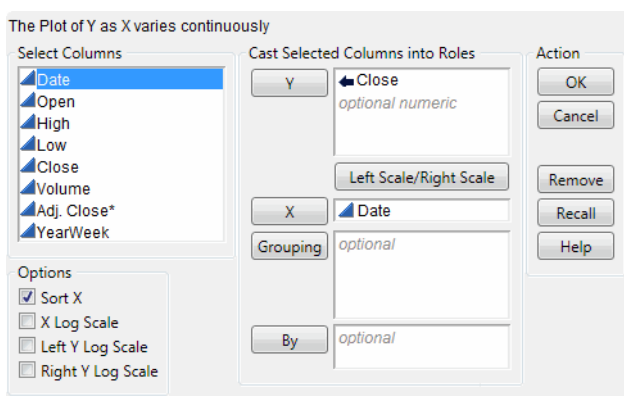 The Plot of Y as X varies continuously
Select Columns
Date
Open
High
Low
Close
Volume
Adj. Close*
YearWeek
Options
Sort X
X Log Scale
Left Y Log Scale
Right Y Log Scale
Cast Selected Columns into Roles
Y
Close
optional numeric
Left Scale/Right Scale
X
Date
Grouping
optional
By
optional
Action
OK
Cancel
Remove
Recall
Help